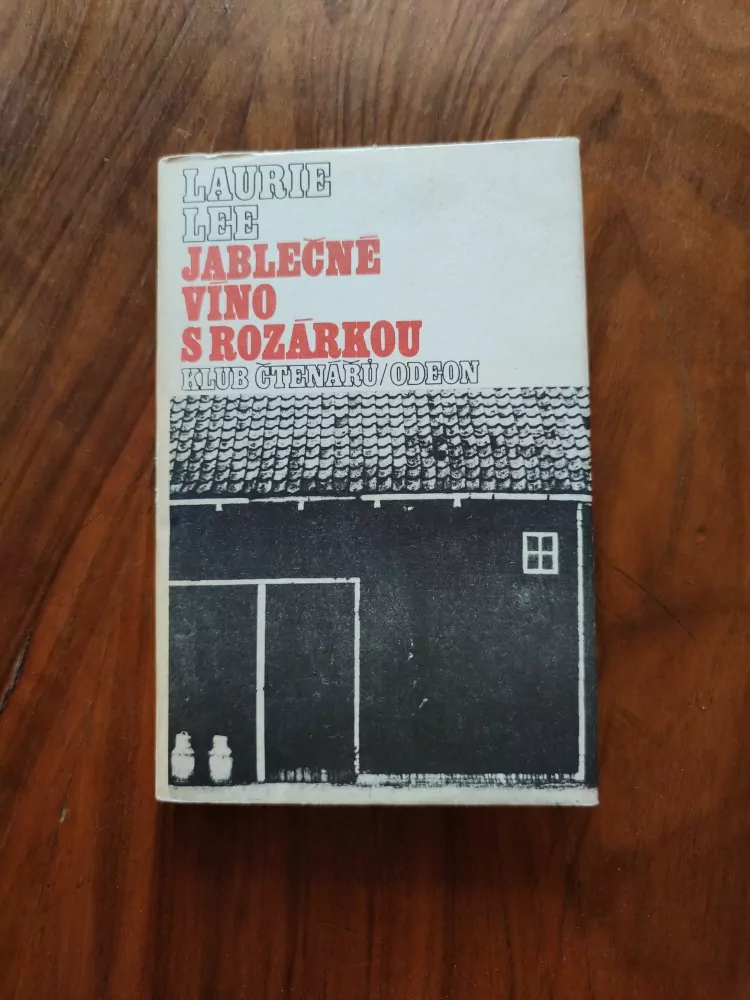 LAURIE
LEE
JABLEČNÉ
VÍNO
S ROZÁRKOU
KLUB ČTENÁŘŮ/ODEON